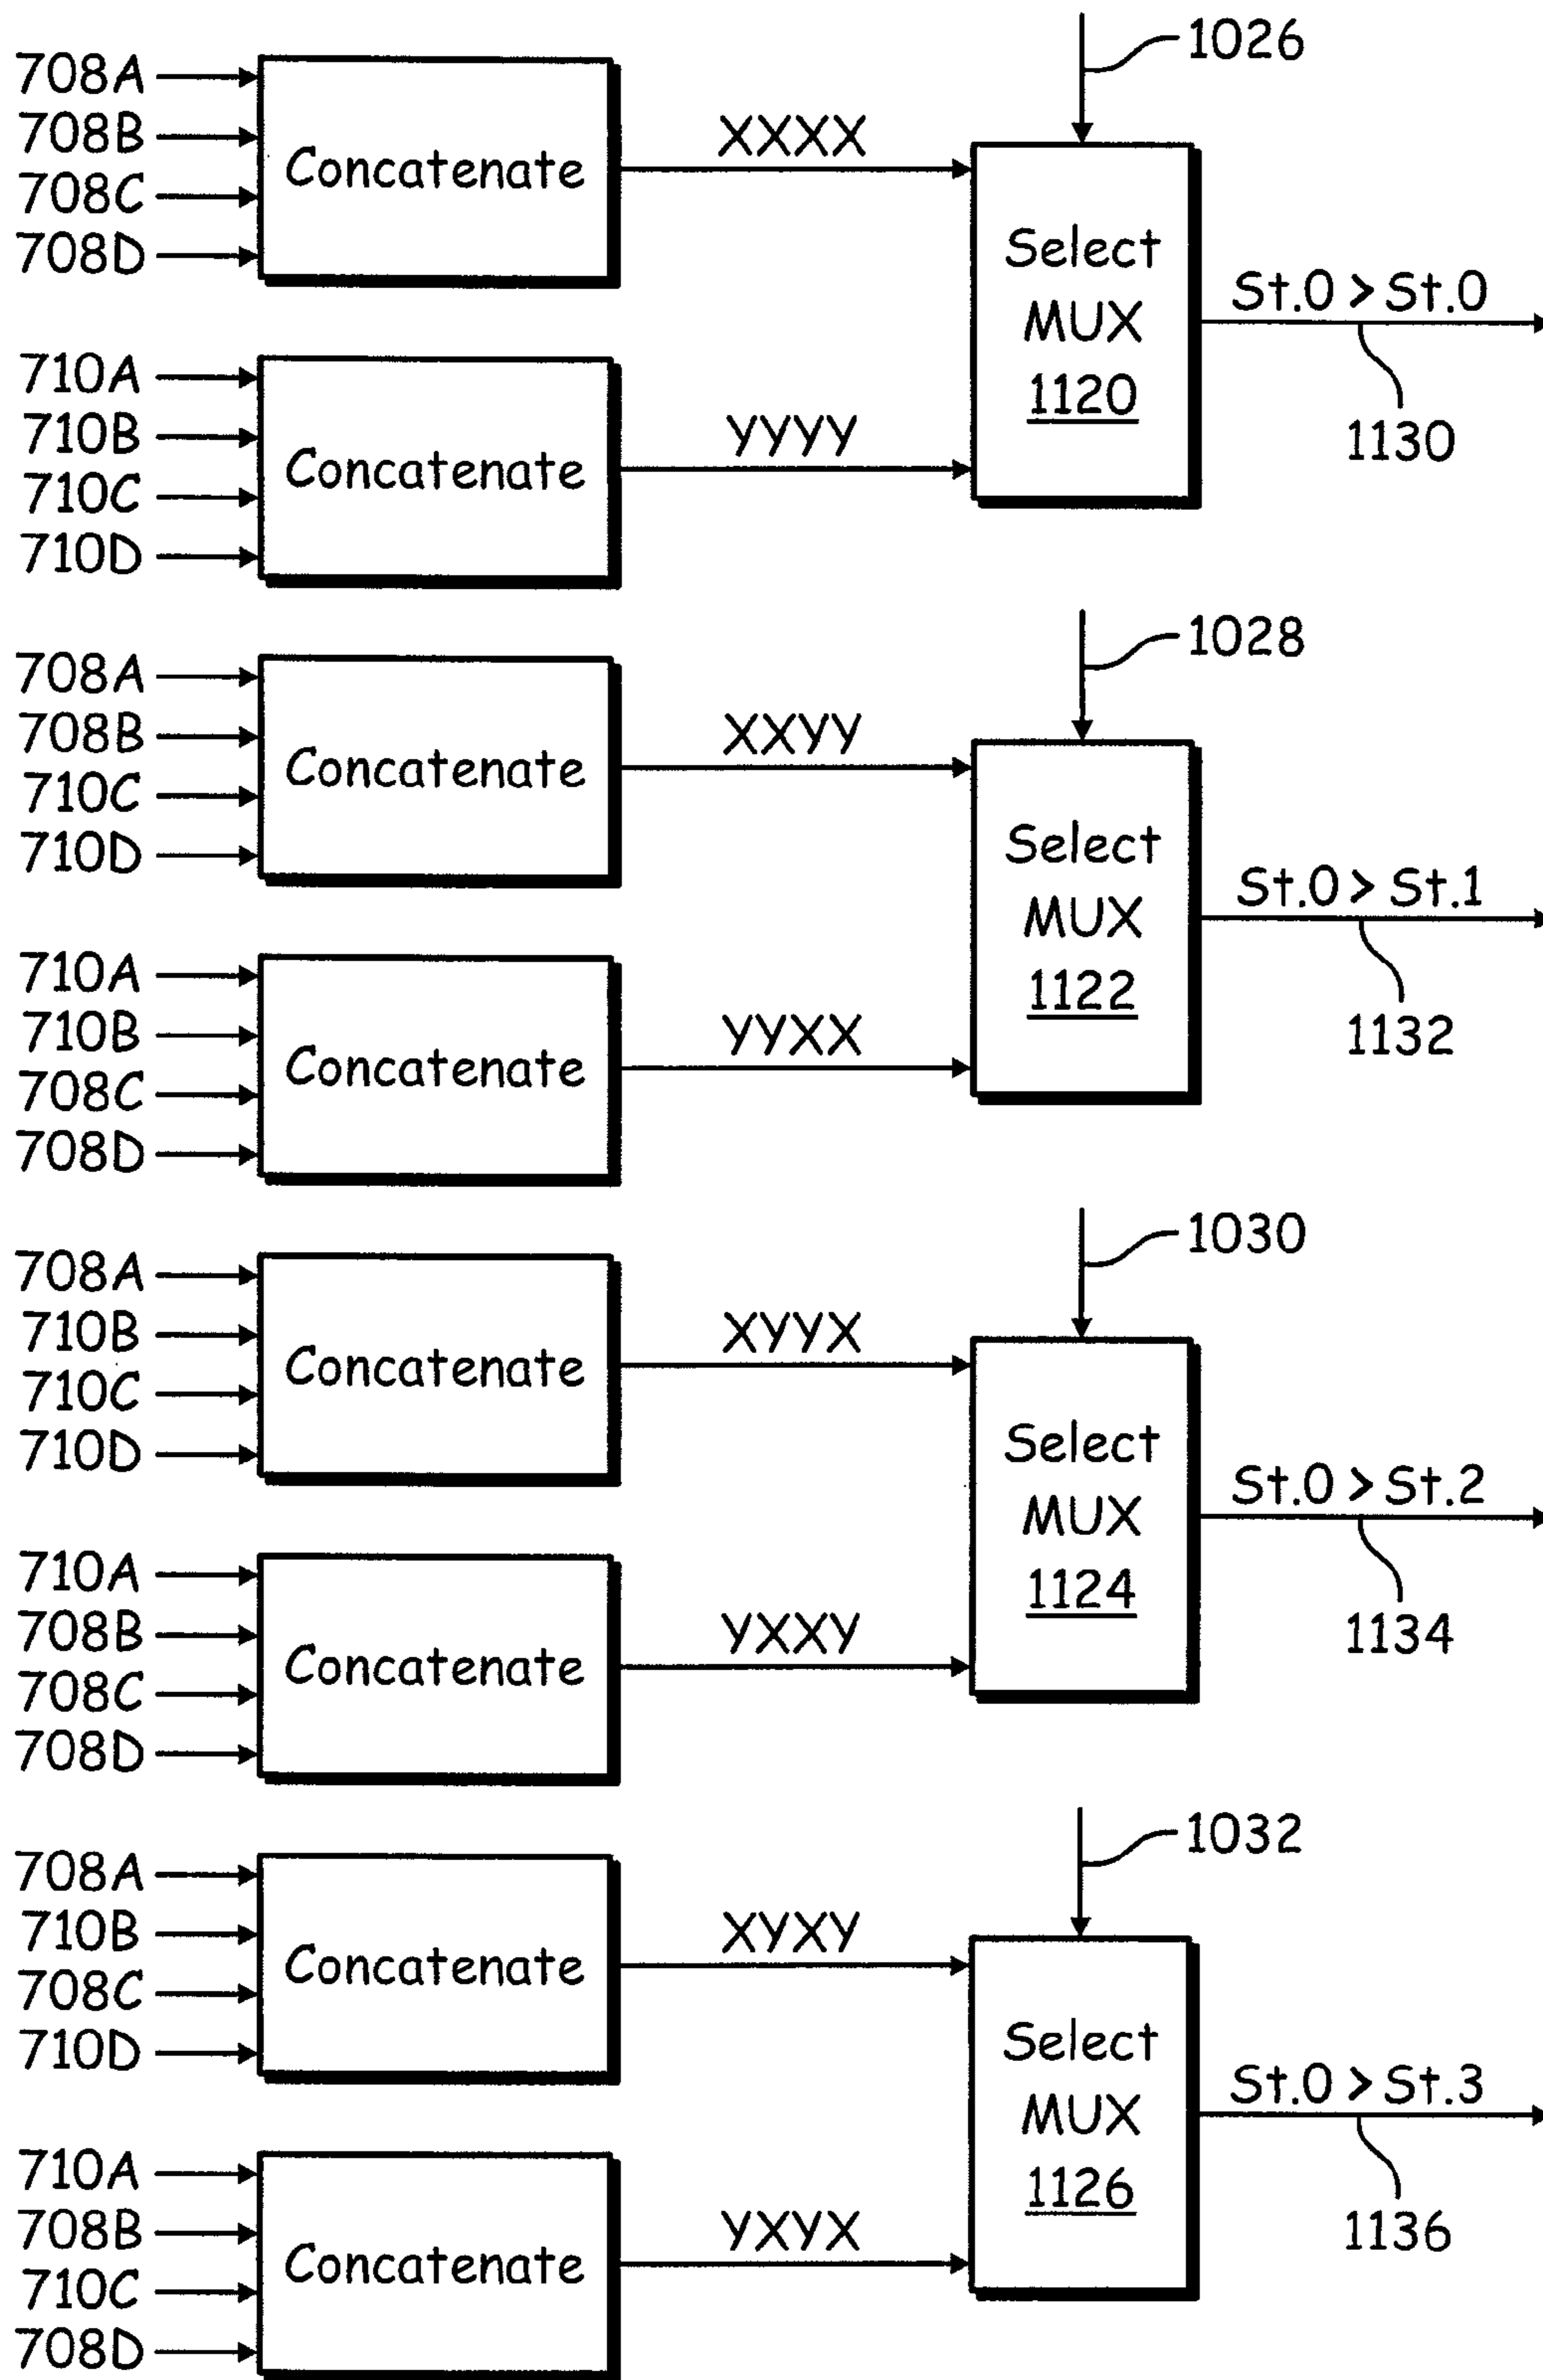 1026
708A
708B
708C
708D
Concatenate
XXXX
Select
MUX
1120
St.0 > St.0
1130
710A
710B
710C
710D
Concatenate
YYYY
1028
708A
708B
710C
710D
Concatenate
XXYY
Select
MUX
1122
St.0 > St.1
1132
710A
710B
708C
708D
Concatenate
YYXX
1030
708A
710B
710C
710D
Concatenate
XYYX
Select
MUX
1124
St.0 > St.2
1134
710A
708B
708C
708D
Concatenate
YXXY
1032
708A
710B
708C
710D
Concatenate
XYXY
Select
MUX
1126
St.0 > St.3
1136
710A
708B
710C
708D
Concatenate
YXYX